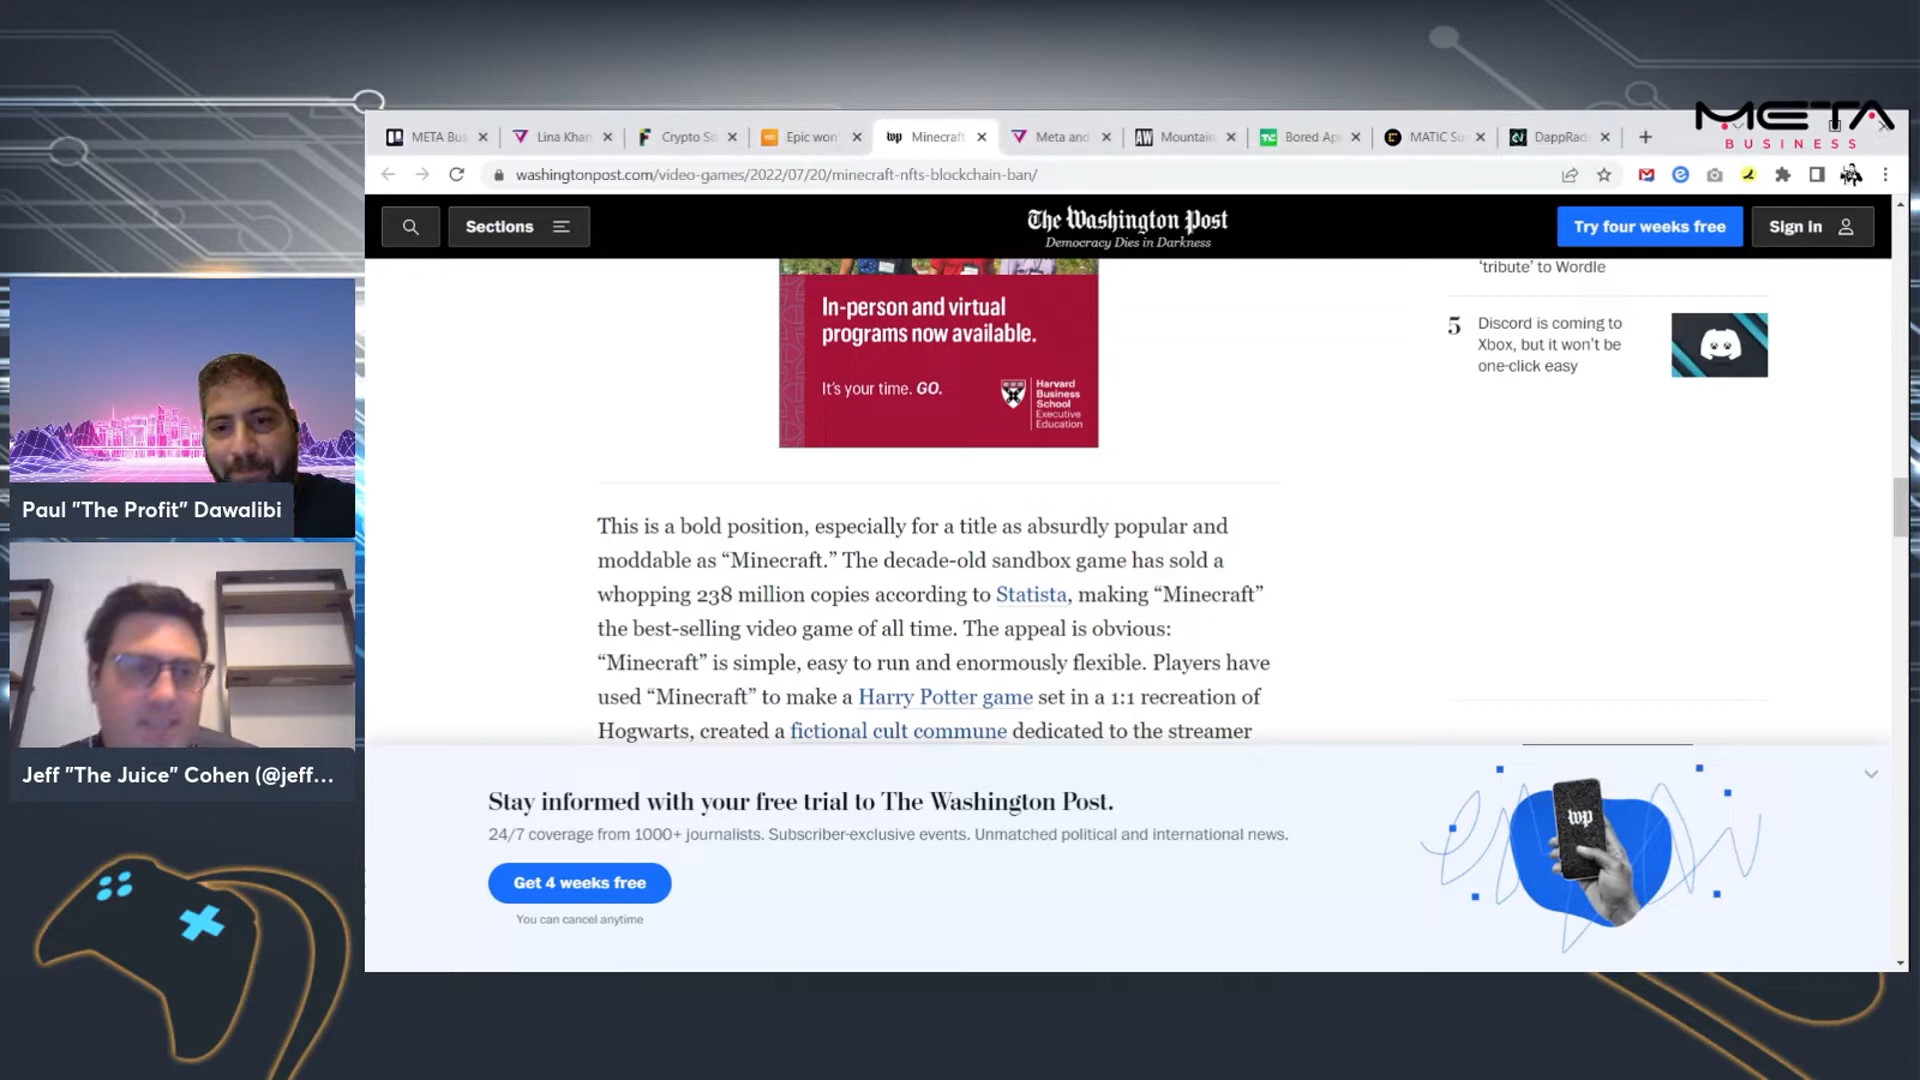 META
BUSINESS
META Bus
Lina Khan
Crypto Sc
Epic won'
wp Minecraft
Meta and
AW Mountain
TC Bored Ap
MATIC Su
DappRad
washingtonpost.com/video-games/2022/07/20/minecraft-nfts-blockchain-ban/
Sections
The Washington Post
Democracy Dies in Darkness
Try four weeks free
Sign In
In-person and virtual
programs now available.
It's your time. GO.
Harvard
Business
School
Executive
Education
'tribute' to Wordle
5
Discord is coming to
Xbox, but it won't be
one-click easy
Paul "The Profit" Dawalibi
Jeff "The Juice" Cohen (@jeff...
This is a bold position, especially for a title as absurdly popular and
moddable as “Minecraft.” The decade-old sandbox game has sold a
whopping 238 million copies according to Statista, making “Minecraft”
the best-selling video game of all time. The appeal is obvious:
“Minecraft” is simple, easy to run and enormously flexible. Players have
used “Minecraft” to make a Harry Potter game set in a 1:1 recreation of
Hogwarts, created a fictional cult commune dedicated to the streamer
Stay informed with your free trial to The Washington Post.
24/7 coverage from 1000+ journalists. Subscriber-exclusive events. Unmatched political and international news.
Get 4 weeks free
You can cancel anytime
wp